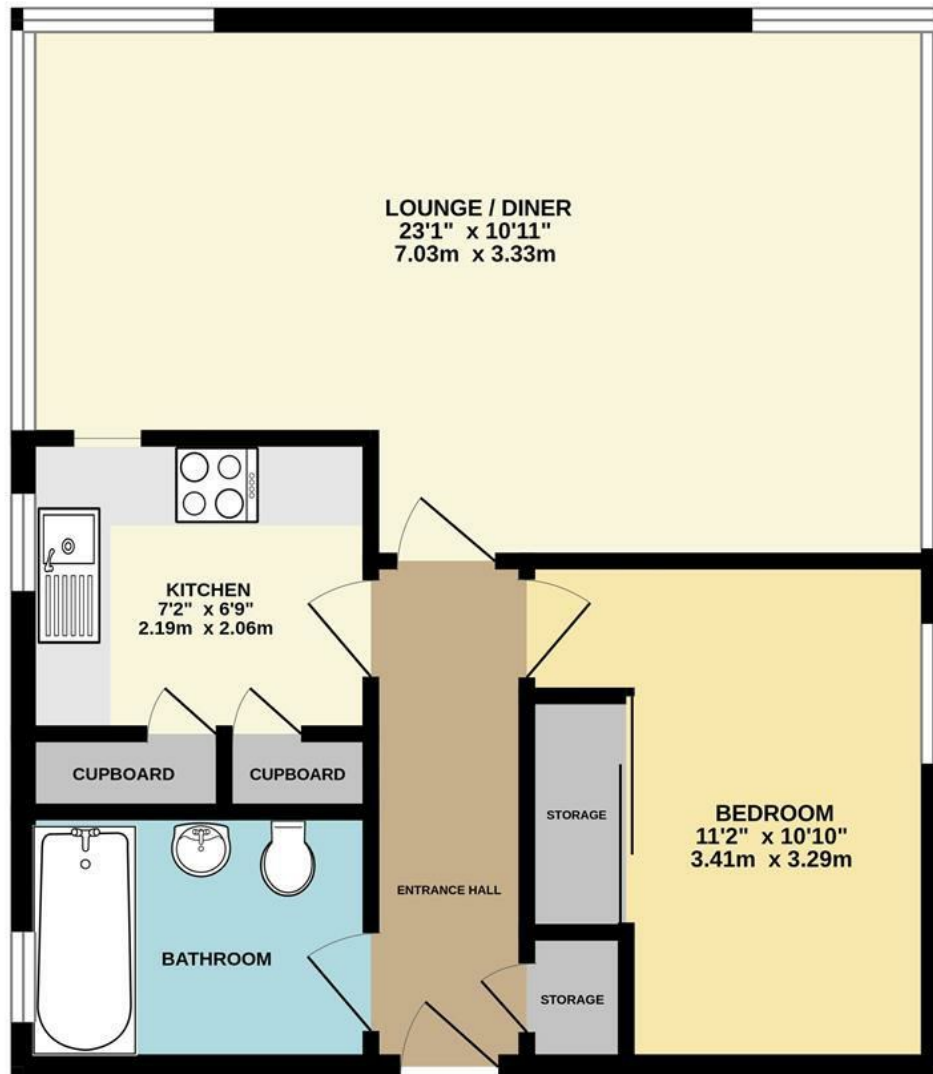 LOUNGE / DINER
23'1" x 10'11"
7.03m x 3.33m
KITCHEN
7'2" x 6'9"
2.19m x 2.06m
CUPBOARD
CUPBOARD
STORAGE
BEDROOM
11'2" x 10'10"
3.41m x 3.29m
ENTRANCE HALL
BATHROOM
STORAGE